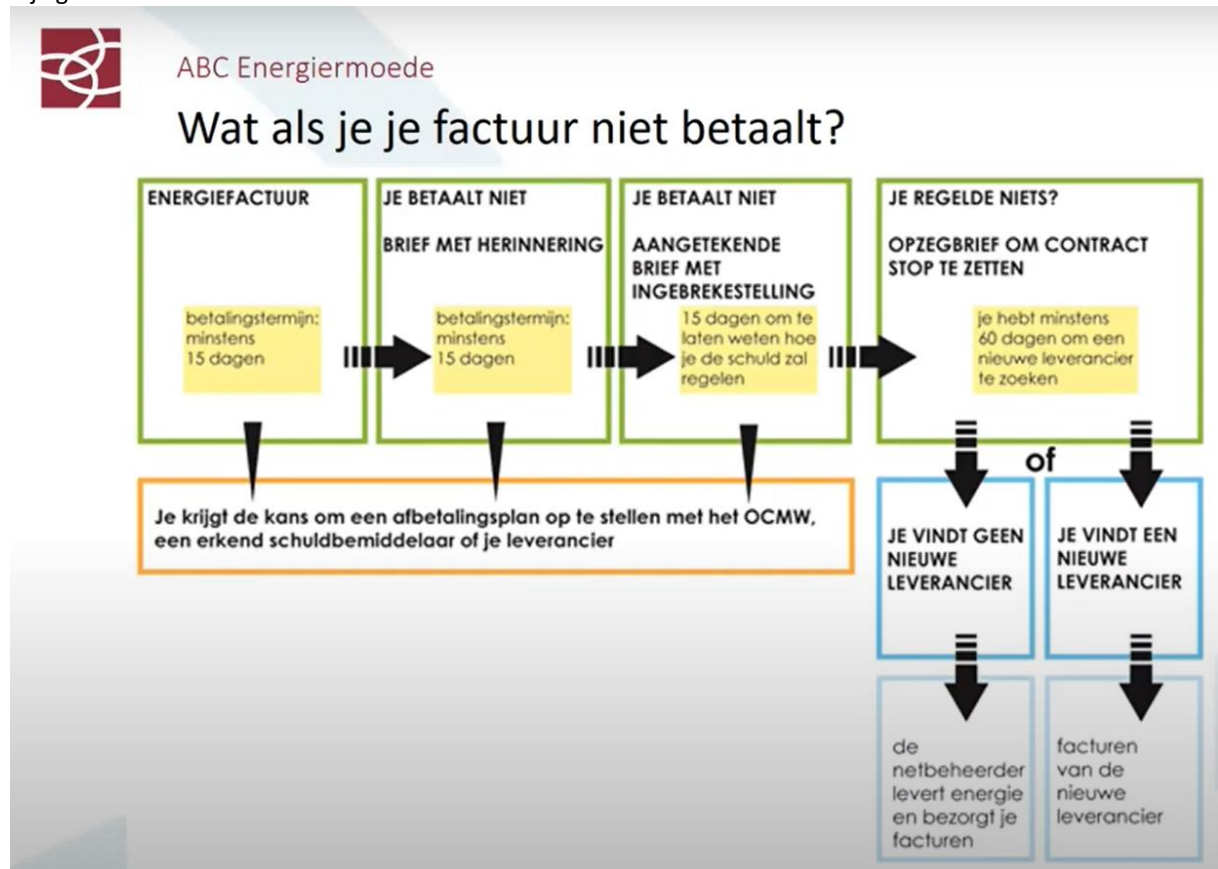 ABC Energiermoede
Wat als je je factuur niet betaalt?
ENERGIEFACTUUR
betalingstermijn:
minstens
15 dagen
JE BETAALT NIET
BRIEF MET HERINNERING
betalingstermijn:
minstens
15 dagen
JE BETAALT NIET
AANGETEKENDE
BRIEF MET
INGEBREKESTELLING
15 dagen om te
laten weten hoe
je de schuld zal
regelen
JE REGELDE NIETS?
OPZEGBRIEF OM CONTRACT
STOP TE ZETTEN
je hebt minstens
60 dagen om een
nieuwe leverancier
te zoeken
Je krijgt de kans om een afbetalingsplan op te stellen met het OCMW,
een erkend schuldbemiddelaar of je leverancier
of
JE VINDT GEEN
NIEUWE
LEVERANCIER
JE VINDT EEN
NIEUWE
LEVERANCIER
de
netbeheerder
levert energie
en bezorgt je
facturen
facturen
van de
nieuwe
leverancier